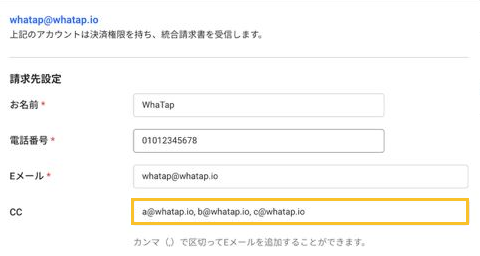 whatap@whatap.io
上記のアカウントは決済権限を持ち、統合請求書を受信します。
請求先設定
お名前 *
WhaTap
電話番号 *
01012345678
Eメール *
whatap@whatap.io
CC
a@whatap.io, b@whatap.io, c@whatap.io
カンマ（,）で区切ってEメールを追加することができます。